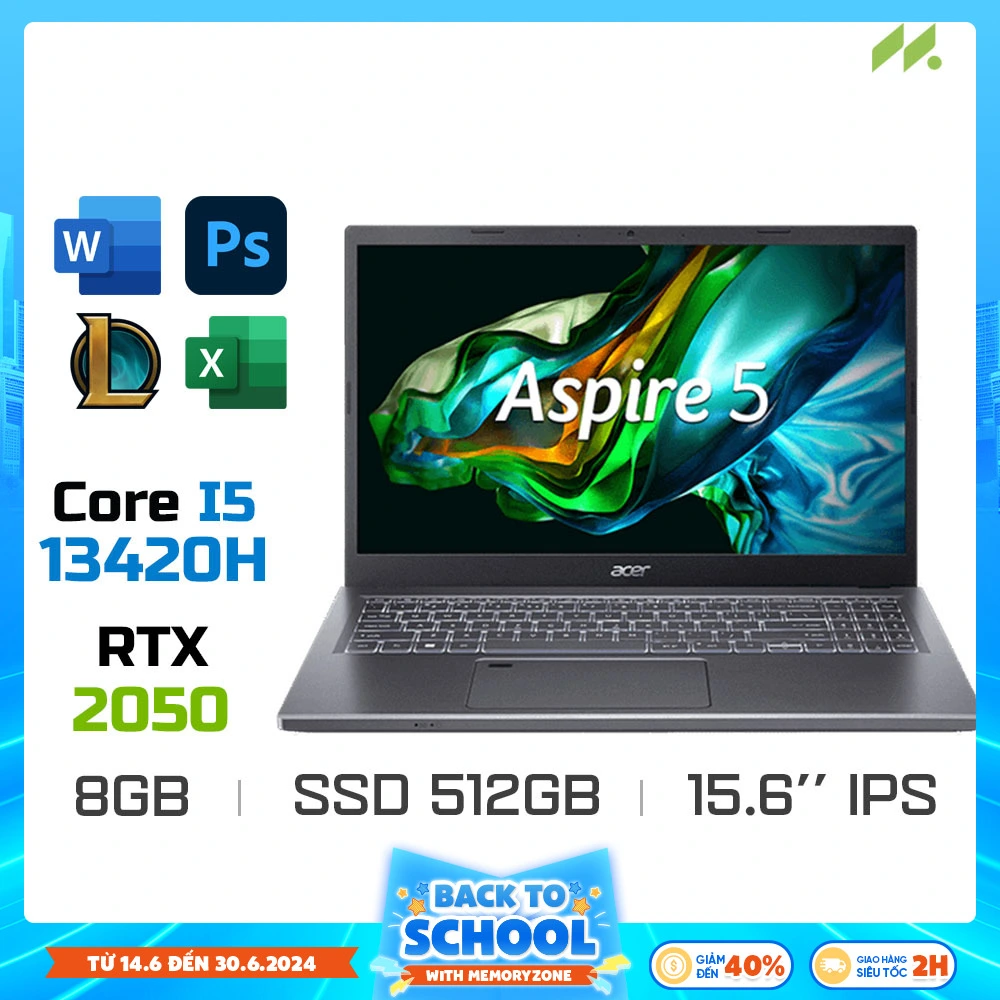 W
Ps
L
X
Aspire 5
acer
Core I5
13420H
RTX
2050
8GB | SSD 512GB | 15.6’’ IPS
BACK TO
SCHOOL
WITH MEMORYZONE
TỪ 14.6 ĐẾN 30.6.2024
GIẢM ĐẾN 40%
GIAO HÀNG SIÊU TỐC 2H